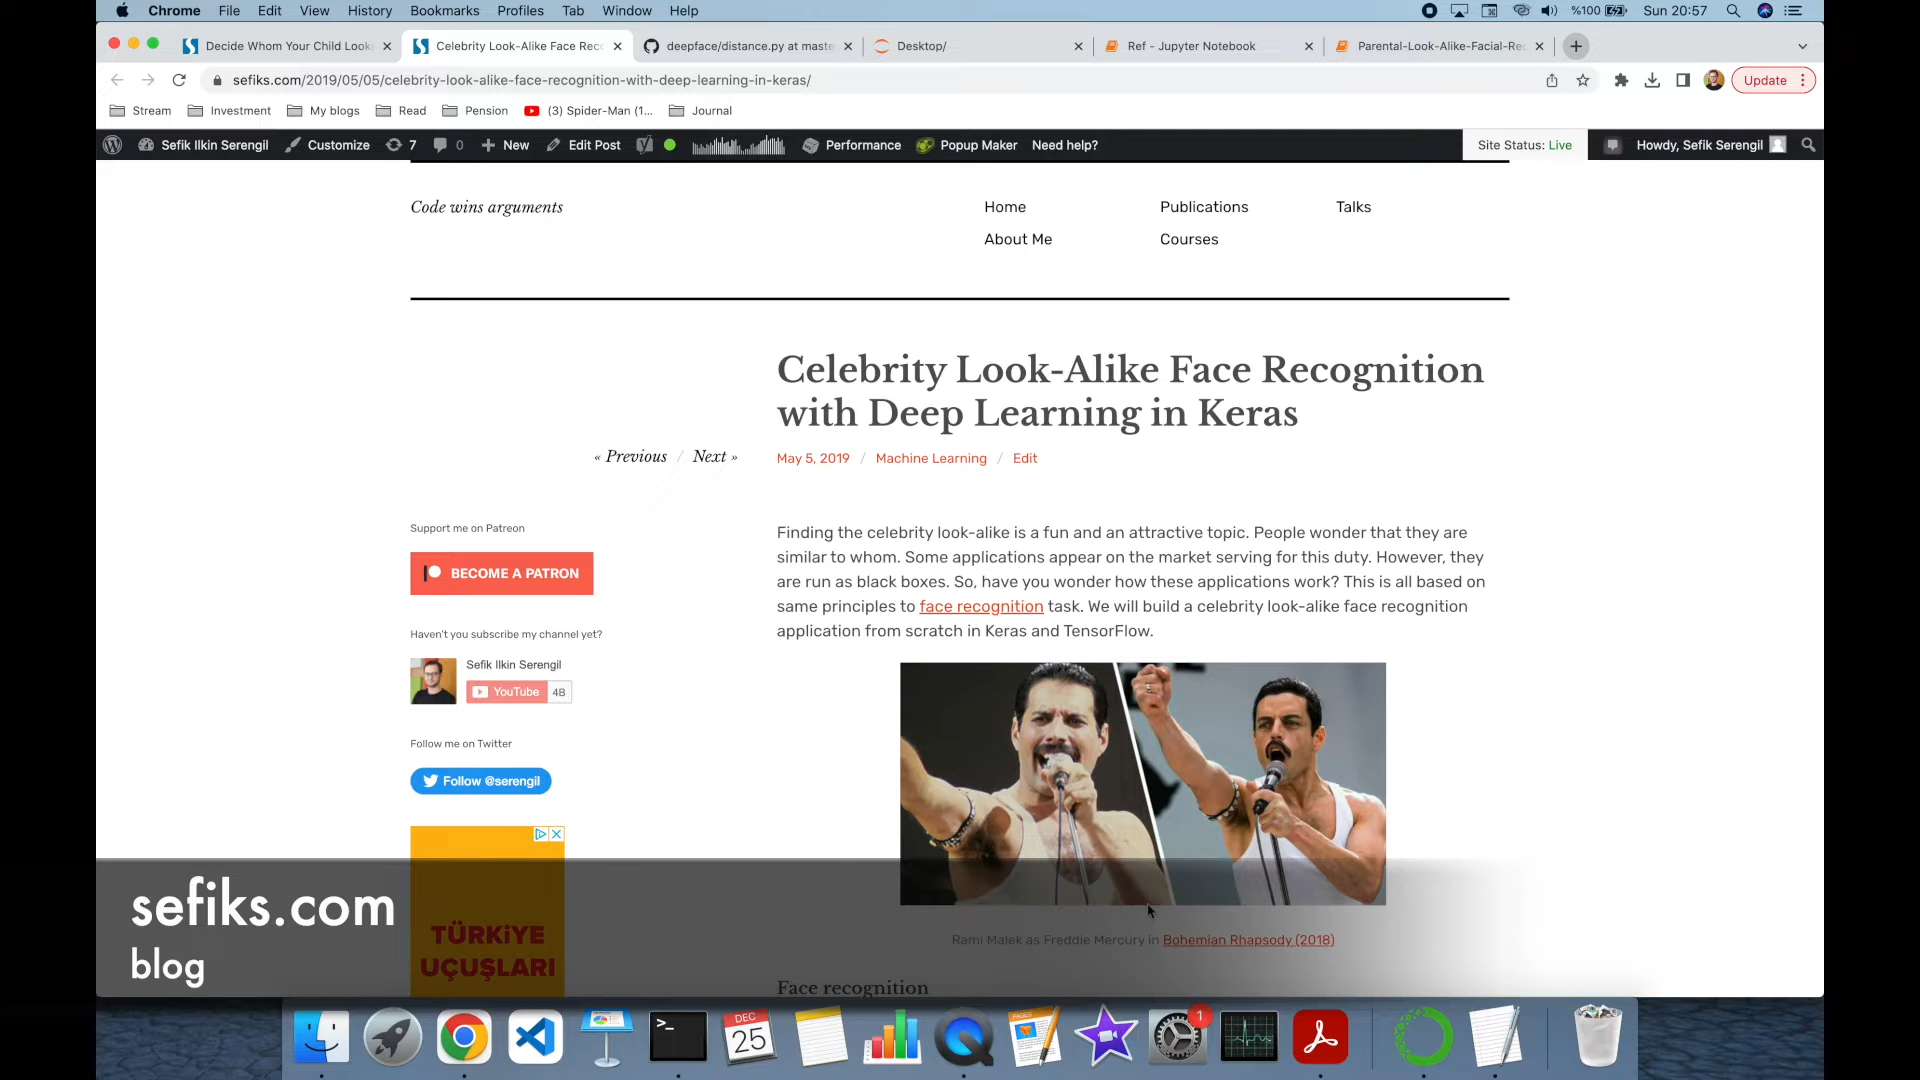 Chrome File Edit View History Bookmarks Profiles Tab Window Help %100 Sun 20:57
Decide Whom Your Child Looks
Celebrity Look-Alike Face Rec
deepface/distance.py at maste
Desktop/
Ref - Jupyter Notebook
Parental-Look-Alike-Facial-Re
sefiks.com/2019/05/05/celebrity-look-alike-face-recognition-with-deep-learning-in-keras/ Update
Stream Investment My blogs Read Pension (3) Spider-Man (1... Journal
Sefik Ilkin Serengil Customize 7 0 New Edit Post Performance Popup Maker Need help? Site Status: Live Howdy, Sefik Serengil
Code wins arguments
Home Publications Talks
About Me Courses
Celebrity Look-Alike Face Recognition
with Deep Learning in Keras
« Previous / Next »
May 5, 2019 / Machine Learning / Edit
Support me on Patreon
BECOME A PATRON
Haven't you subscribe my channel yet?
Sefik Ilkin Serengil
YouTube 4B
Follow me on Twitter
Follow @serengil
TÜRKİYE
UÇUŞLARI
Finding the celebrity look-alike is a fun and an attractive topic. People wonder that they are
similar to whom. Some applications appear on the market serving for this duty. However, they
are run as black boxes. So, have you wonder how these applications work? This is all based on
same principles to face recognition task. We will build a celebrity look-alike face recognition
application from scratch in Keras and TensorFlow.
Rami Malek as Freddie Mercury in Bohemian Rhapsody (2018)
Face recognition
sefiks.com
blog
DEC
25
1